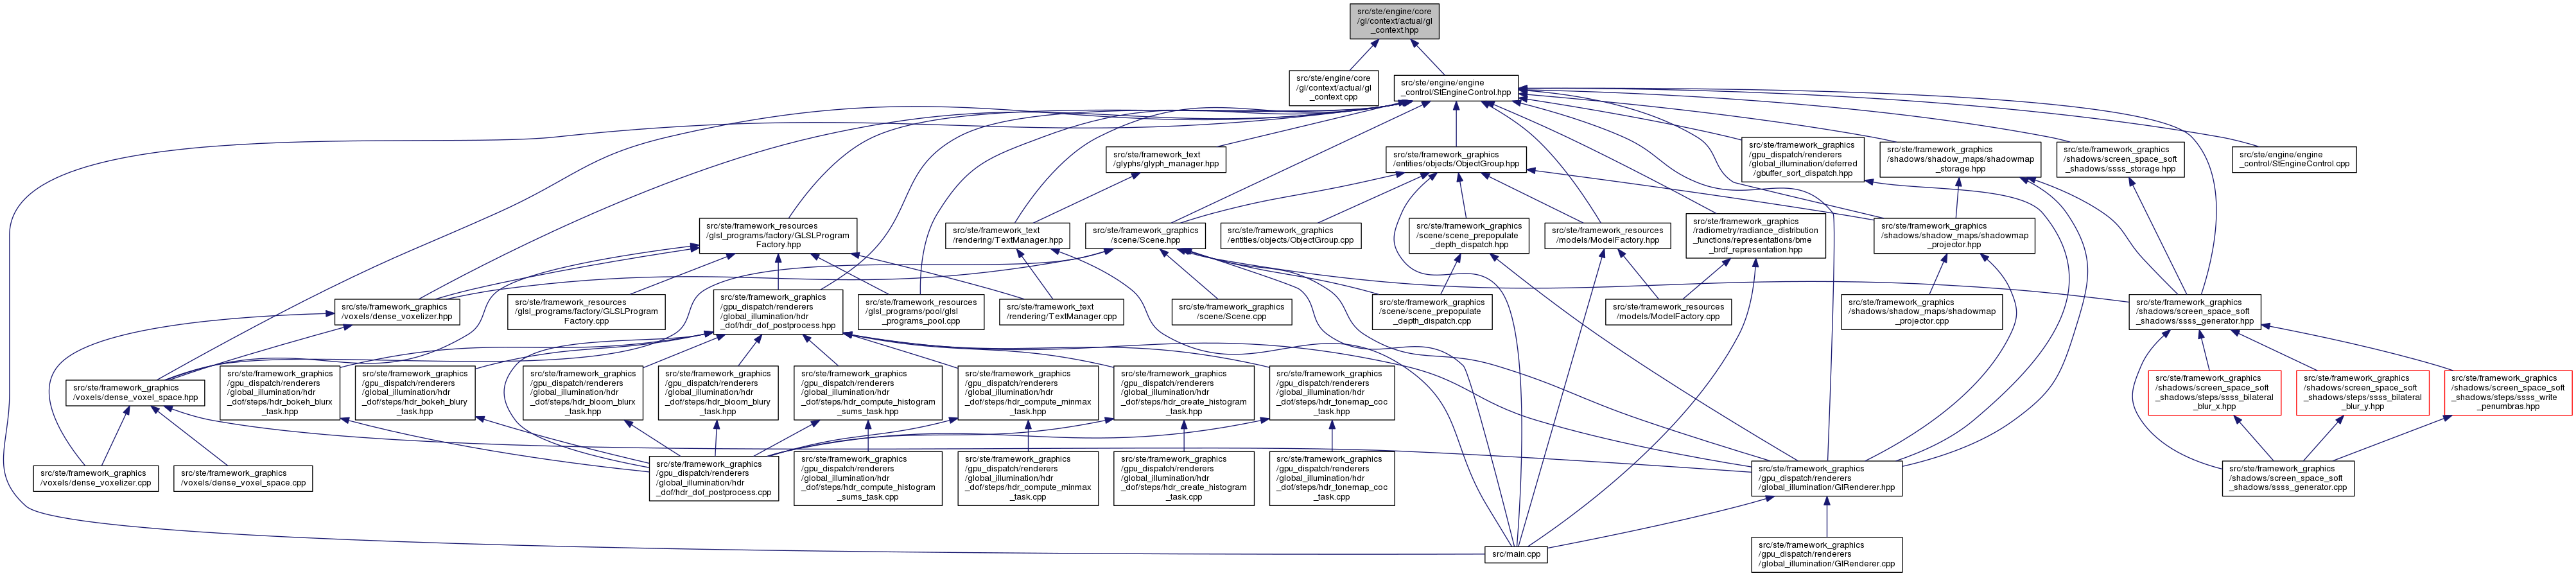 src/ste/engine/core
/gl/context/actual/gl
_context.hpp
src/ste/engine/core
/gl/context/actual/gl
_context.cpp
src/ste/engine/engine
_control/StEngineControl.hpp
src/ste/framework_text
/glyphs/glyph_manager.hpp
src/ste/framework_graphics
/entities/objects/ObjectGroup.hpp
src/ste/framework_graphics
/gpu_dispatch/renderers
/global_illumination/deferred
/gbuffer_sort_dispatch.hpp
src/ste/framework_graphics
/shadows/shadow_maps/shadowmap
_storage.hpp
src/ste/framework_graphics
/shadows/screen_space_soft
_shadows/ssss_storage.hpp
src/ste/engine/engine
_control/StEngineControl.cpp
src/ste/framework_resources
/glsl_programs/factory/GLSLProgram
Factory.hpp
src/ste/framework_text
/rendering/TextManager.hpp
src/ste/framework_graphics
/scene/Scene.hpp
src/ste/framework_graphics
/entities/objects/ObjectGroup.cpp
src/ste/framework_graphics
/scene/scene_prepopulate
_depth_dispatch.hpp
src/ste/framework_resources
/models/ModelFactory.hpp
src/ste/framework_graphics
/radiometry/radiance_distribution
_functions/representations/bme
_brdf_representation.hpp
src/ste/framework_graphics
/shadows/shadow_maps/shadowmap
_projector.hpp
src/ste/framework_graphics
/voxels/dense_voxelizer.hpp
src/ste/framework_resources
/glsl_programs/factory/GLSLProgram
Factory.cpp
src/ste/framework_graphics
/gpu_dispatch/renderers
/global_illumination/hdr
_dof/hdr_dof_postprocess.hpp
src/ste/framework_resources
/glsl_programs/pool/glsl
_programs_pool.cpp
src/ste/framework_text
/rendering/TextManager.cpp
src/ste/framework_graphics
/scene/Scene.cpp
src/ste/framework_graphics
/scene/scene_prepopulate
_depth_dispatch.cpp
src/ste/framework_resources
/models/ModelFactory.cpp
src/ste/framework_graphics
/shadows/shadow_maps/shadowmap
_projector.cpp
src/ste/framework_graphics
/shadows/screen_space_soft
_shadows/ssss_generator.hpp
src/ste/framework_graphics
/voxels/dense_voxel_space.hpp
src/ste/framework_graphics
/gpu_dispatch/renderers
/global_illumination/hdr
_dof/steps/hdr_bokeh_blurx
_task.hpp
src/ste/framework_graphics
/gpu_dispatch/renderers
/global_illumination/hdr
_dof/steps/hdr_bokeh_blury
_task.hpp
src/ste/framework_graphics
/gpu_dispatch/renderers
/global_illumination/hdr
_dof/steps/hdr_bloom_blurx
_task.hpp
src/ste/framework_graphics
/gpu_dispatch/renderers
/global_illumination/hdr
_dof/steps/hdr_bloom_blury
_task.hpp
src/ste/framework_graphics
/gpu_dispatch/renderers
/global_illumination/hdr
_dof/steps/hdr_compute_histogram
_sums_task.hpp
src/ste/framework_graphics
/gpu_dispatch/renderers
/global_illumination/hdr
_dof/steps/hdr_compute_minmax
_task.hpp
src/ste/framework_graphics
/gpu_dispatch/renderers
/global_illumination/hdr
_dof/steps/hdr_create_histogram
_task.hpp
src/ste/framework_graphics
/gpu_dispatch/renderers
/global_illumination/hdr
_dof/steps/hdr_tonemap_coc
_task.hpp
src/ste/framework_graphics
/shadows/screen_space_soft
_shadows/steps/ssss_bilateral
_blur_x.hpp
src/ste/framework_graphics
/shadows/screen_space_soft
_shadows/steps/ssss_bilateral
_blur_y.hpp
src/ste/framework_graphics
/shadows/screen_space_soft
_shadows/steps/ssss_write
_penumbras.hpp
src/ste/framework_graphics
/voxels/dense_voxelizer.cpp
src/ste/framework_graphics
/voxels/dense_voxel_space.cpp
src/ste/framework_graphics
/gpu_dispatch/renderers
/global_illumination/hdr
_dof/hdr_dof_postprocess.cpp
src/ste/framework_graphics
/gpu_dispatch/renderers
/global_illumination/hdr
_dof/steps/hdr_compute_histogram
_sums_task.cpp
src/ste/framework_graphics
/gpu_dispatch/renderers
/global_illumination/hdr
_dof/steps/hdr_compute_minmax
_task.cpp
src/ste/framework_graphics
/gpu_dispatch/renderers
/global_illumination/hdr
_dof/steps/hdr_create_histogram
_task.cpp
src/ste/framework_graphics
/gpu_dispatch/renderers
/global_illumination/hdr
_dof/steps/hdr_tonemap_coc
_task.cpp
src/ste/framework_graphics
/gpu_dispatch/renderers
/global_illumination/GIRenderer.hpp
src/ste/framework_graphics
/shadows/screen_space_soft
_shadows/ssss_generator.cpp
src/main.cpp
src/ste/framework_graphics
/gpu_dispatch/renderers
/global_illumination/GIRenderer.cpp